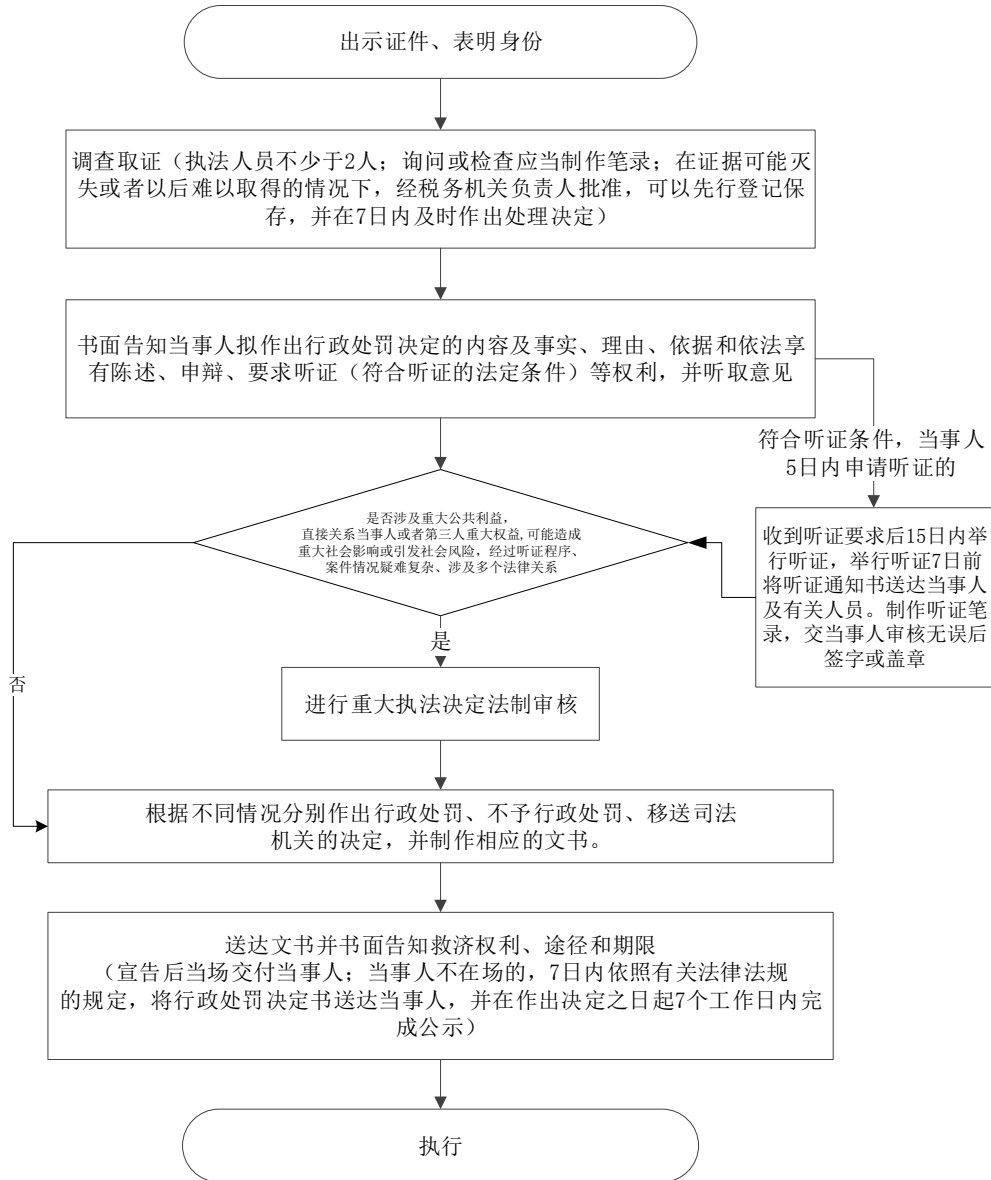 出示证件、表明身份
调查取证（执法人员不少于2人；询问或检查应当制作笔录；在证据可能灭
失或者以后难以取得的情况下，经税务机关负责人批准，可以先行登记保
存，并在7日内及时作出处理决定）
书面告知当事人拟作出行政处罚决定的内容及事实、理由、依据和依法享
有陈述、申辩、要求听证（符合听证的法定条件）等权利，并听取意见
符合听证条件，当事人
5日内申请听证的
收到听证要求后15日内举
行听证，举行听证7日前
将听证通知书送达当事人
及有关人员。制作听证笔
录，交当事人审核无误后
签字或盖章
是否涉及重大公共利益，
直接关系当事人或者第三人重大权益,可能造成
重大社会影响或引发社会风险，经过听证程序、
案件情况疑难复杂、涉及多个法律关系
是
否
进行重大执法决定法制审核
根据不同情况分别作出行政处罚、不予行政处罚、移送司法
机关的决定，并制作相应的文书。
送达文书并书面告知救济权利、途径和期限
（宣告后当场交付当事人；当事人不在场的，7日内依照有关法律法规
的规定，将行政处罚决定书送达当事人，并在作出决定之日起7个工作日内完
成公示）
执行